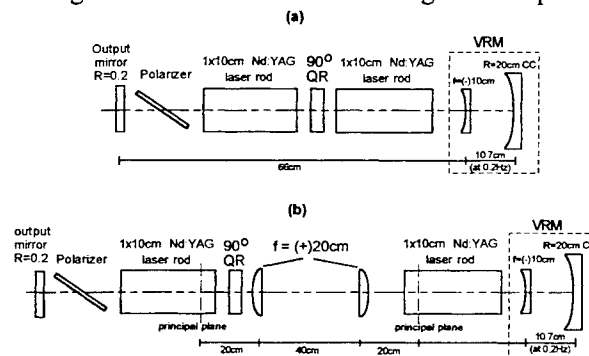 (a)
VRM
Output
mirror
R=0.2
Polarizer
1x10cm Nd:YAG
laser rod
90° QR
1x10cm Nd:YAG
laser rod
f=(-)10cm
R=20cm CC
66cm
10.7cm
(at 0.2Hz)
(b)
VRM
output
mirror
R=0.2
Polarizer
1x10cm Nd:YAG
laser rod
90° QR
f = (+)20cm
1x10cm Nd:YAG
laser rod
f=(-)10cm
R=20cm C
principal plane
principal plane
20cm
40cm
20cm
10.7cm
(at 0.2Hz)